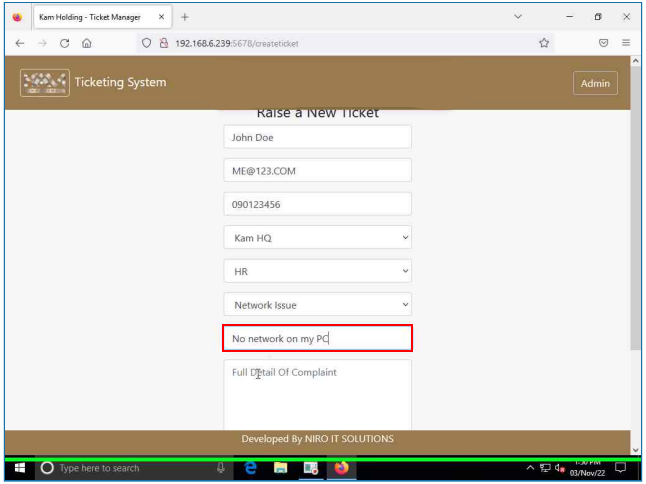 Kam Holding - Ticket Manager
192.168.6.239:5678/createticket
Ticketing System
Admin
Raise a New Ticket
John Doe
ME@123.COM
090123456
Kam HQ
HR
Network Issue
No network on my PC
Full Detail Of Complaint
Developed By NIRO IT SOLUTIONS
Type here to search
03/Nov/22